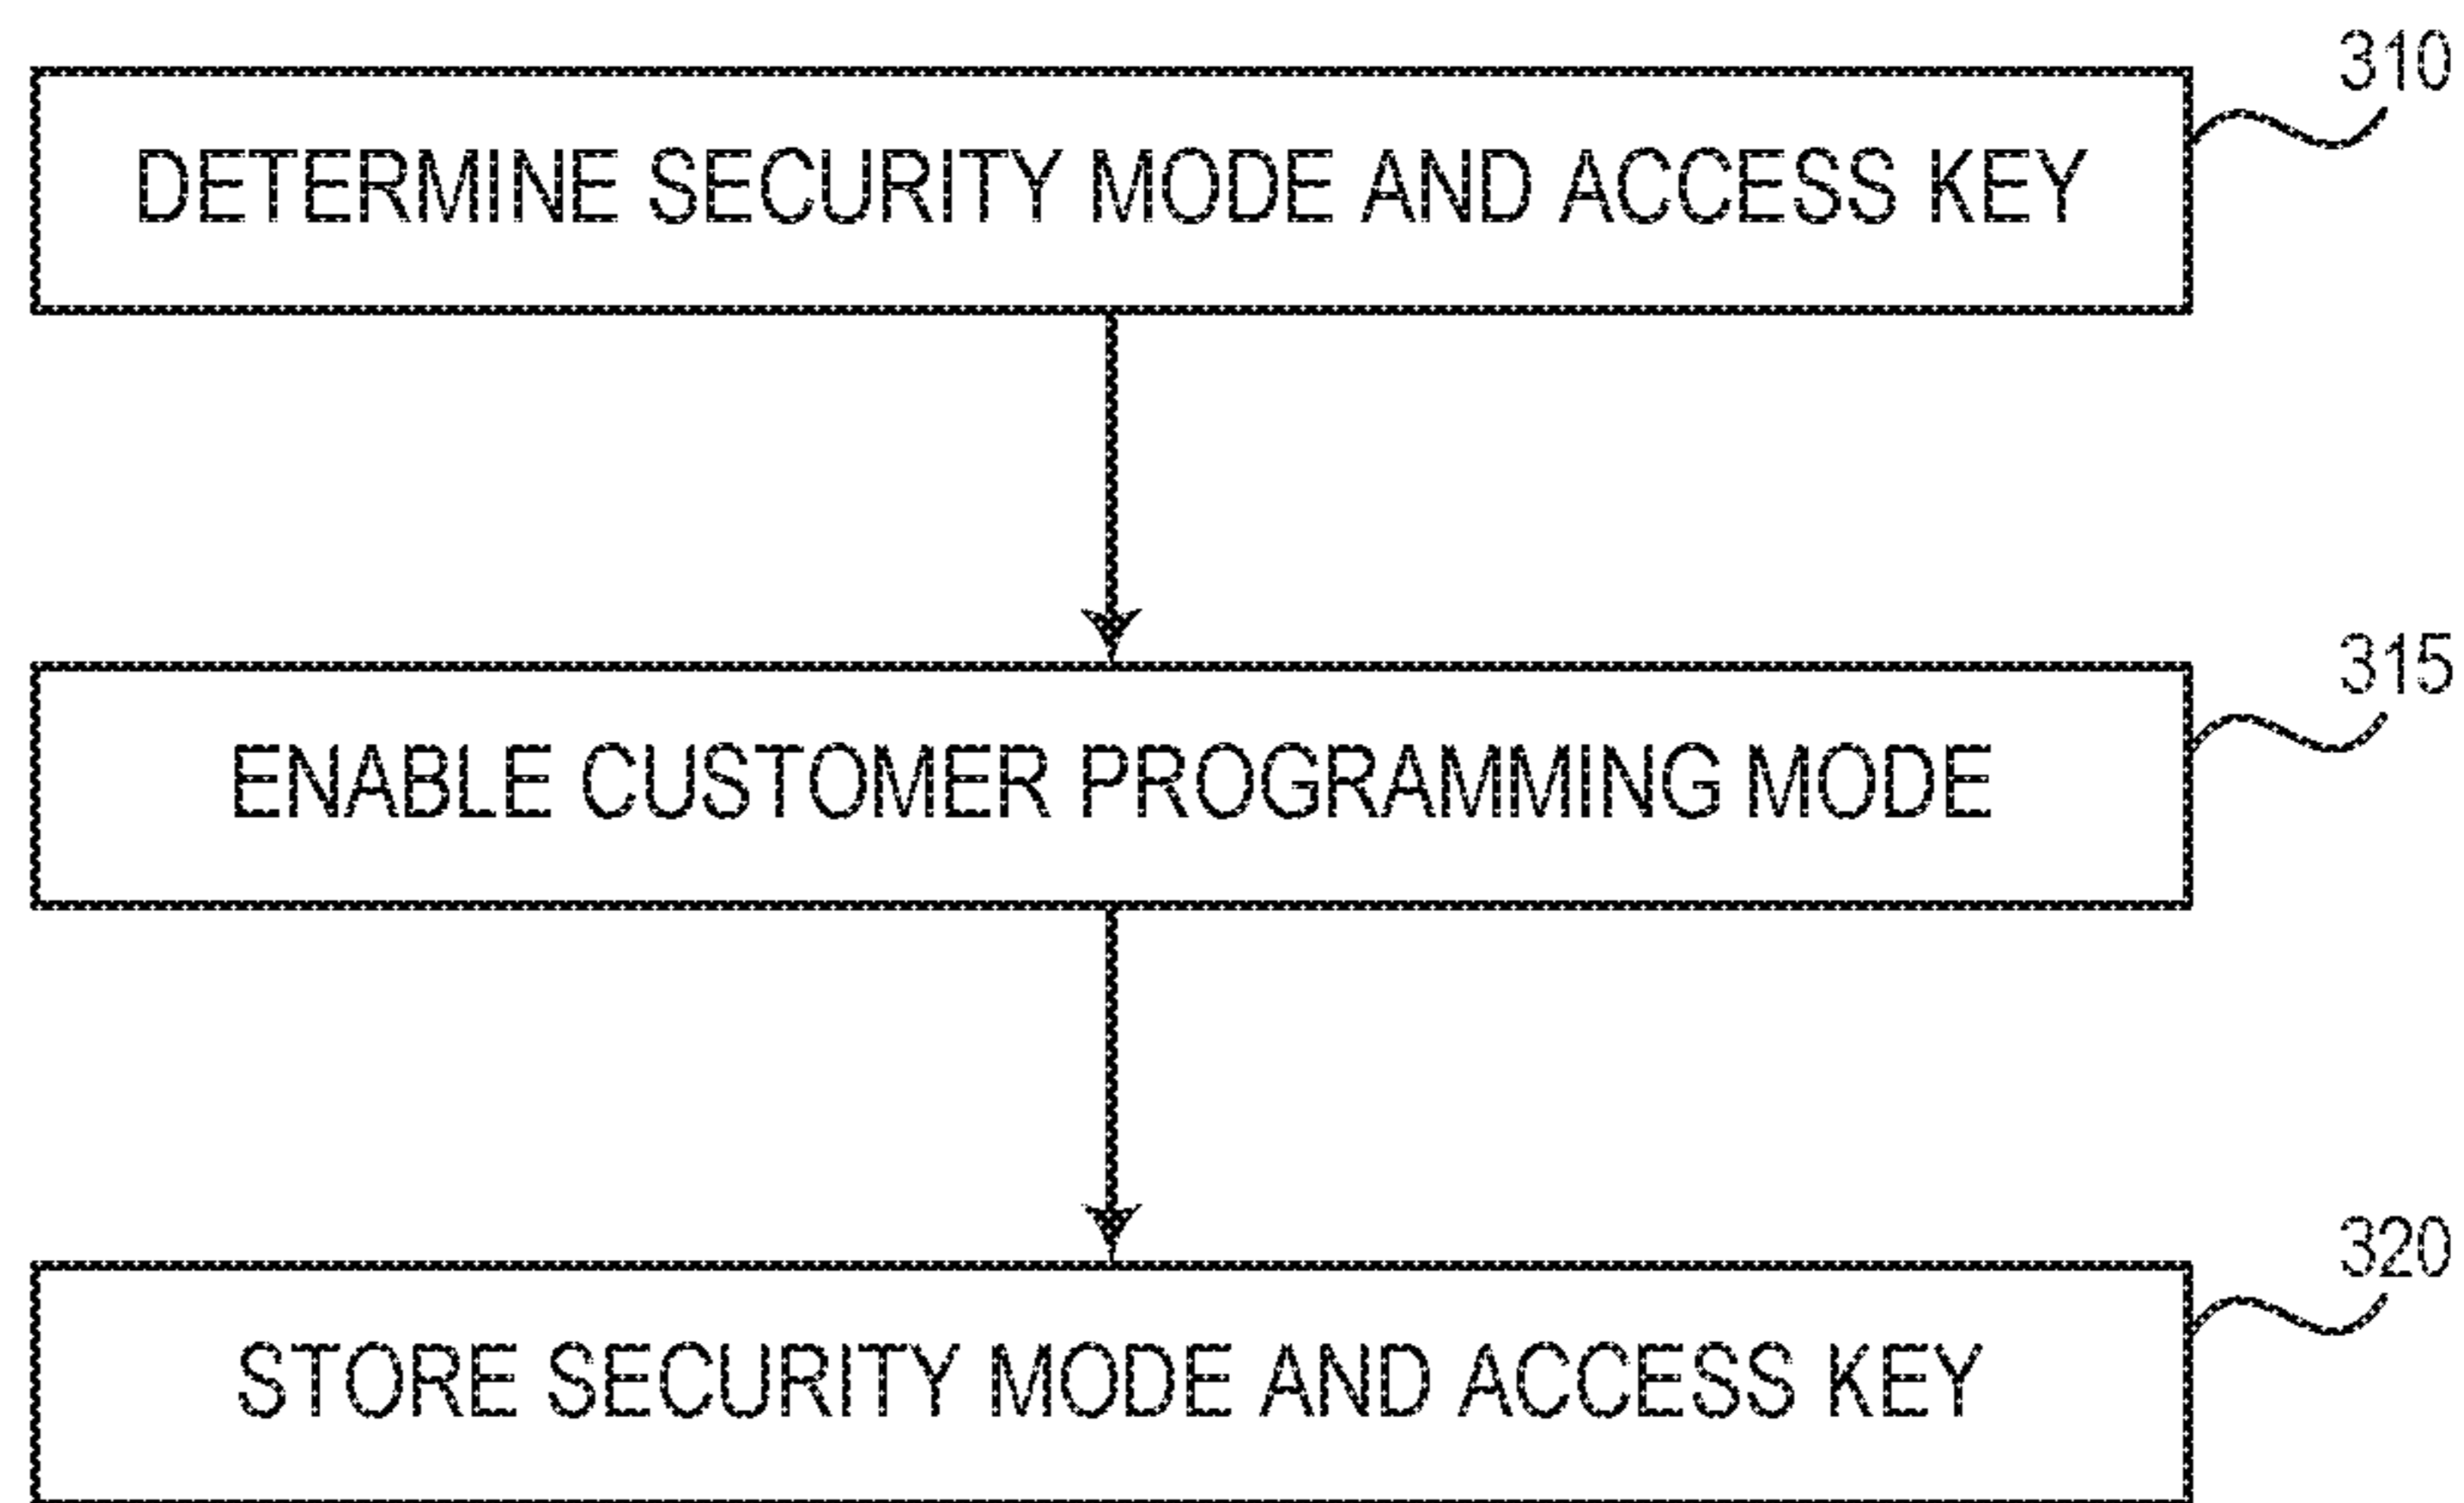 310
DETERMINE SECURITY MODE AND ACCESS KEY
315
ENABLE CUSTOMER PROGRAMMING MODE
320
STORE SECURITY MODE AND ACCESS KEY